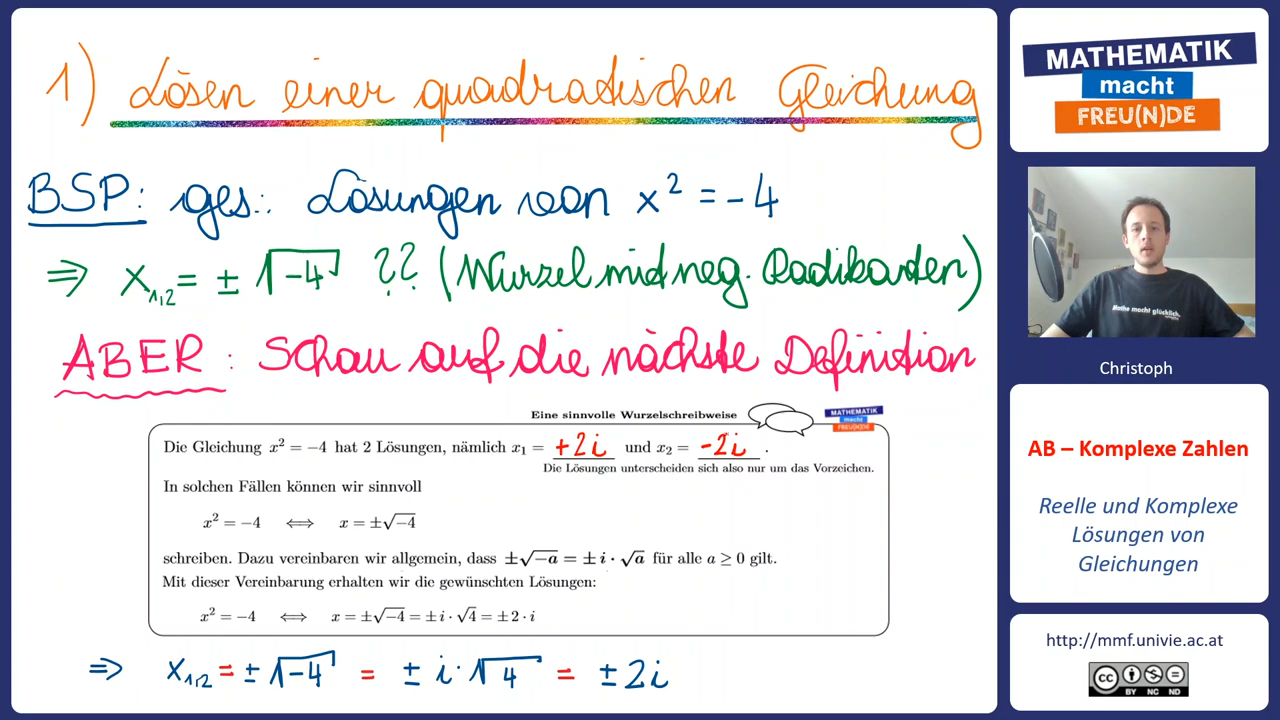 1) Lösen einer quadratischen Gleichung
BSP: ges.: Lösungen von x² = -4
⇒ x₁,₂ = ± √-4 ?? (Wurzel mit neg. Radikanten)
ABER: Schau auf die nächste Definition
Eine sinnvolle Wurzelschreibweise
MATHEMATIK
macht
FREU(N)DE
Die Gleichung x² = −4 hat 2 Lösungen, nämlich x₁ = +2i und x₂ = -2i .
Die Lösungen unterscheiden sich also nur um das Vorzeichen.
In solchen Fällen können wir sinnvoll
x² = −4 ⟺ x = ±√−4
schreiben. Dazu vereinbaren wir allgemein, dass ±√−a = ± i · √a für alle a ≥ 0 gilt.
Mit dieser Vereinbarung erhalten wir die gewünschten Lösungen:
x² = −4 ⟺ x = ±√−4 = ± i · √4 = ± 2 · i
⇒ x₁,₂ = ± √-4 = ± i · √4 = ± 2i
MATHEMATIK
macht
FREU(N)DE
Mathe macht glücklich.
Christoph
AB – Komplexe Zahlen
Reelle und Komplexe
Lösungen von
Gleichungen
http://mmf.univie.ac.at
cc
BY NC ND